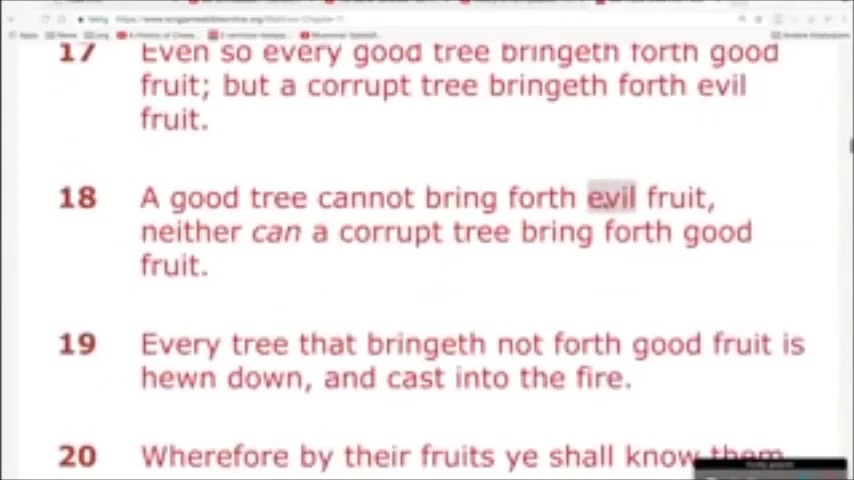 17 Even so every good tree bringeth forth good
fruit; but a corrupt tree bringeth forth evil
fruit.
18 A good tree cannot bring forth evil fruit,
neither can a corrupt tree bring forth good
fruit.
19 Every tree that bringeth not forth good fruit is
hewn down, and cast into the fire.
20 Wherefore by their fruits ye shall know them